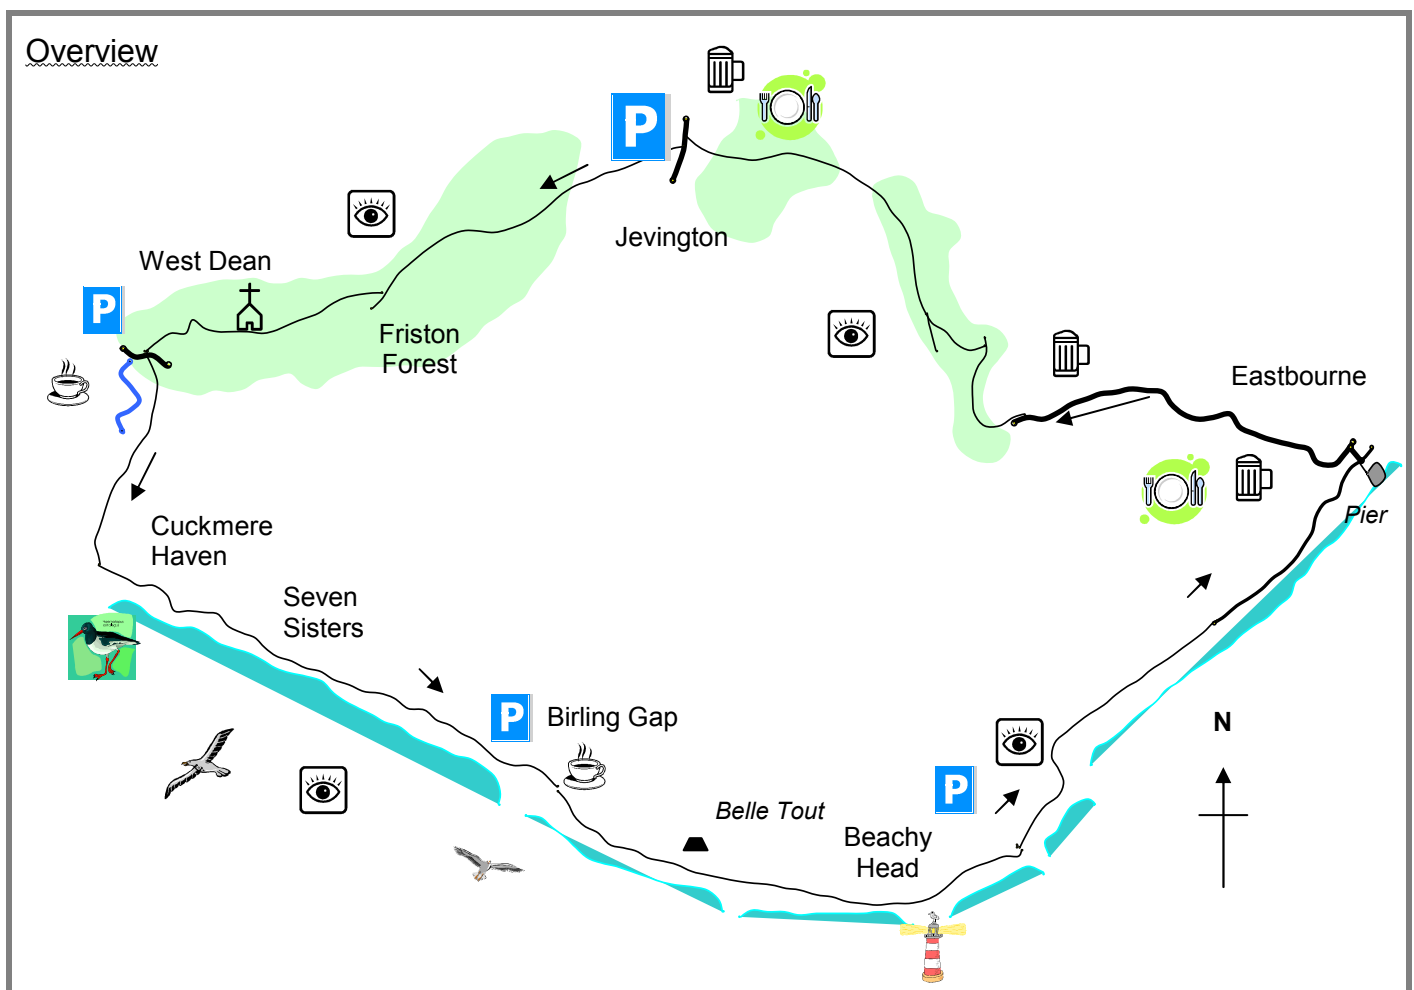 Overview
P
Jevington
West Dean
P
Friston
Forest
Eastbourne
Pier
Cuckmere
Haven
Seven
Sisters
P
Birling Gap
N
P
Belle Tout
Beachy
Head